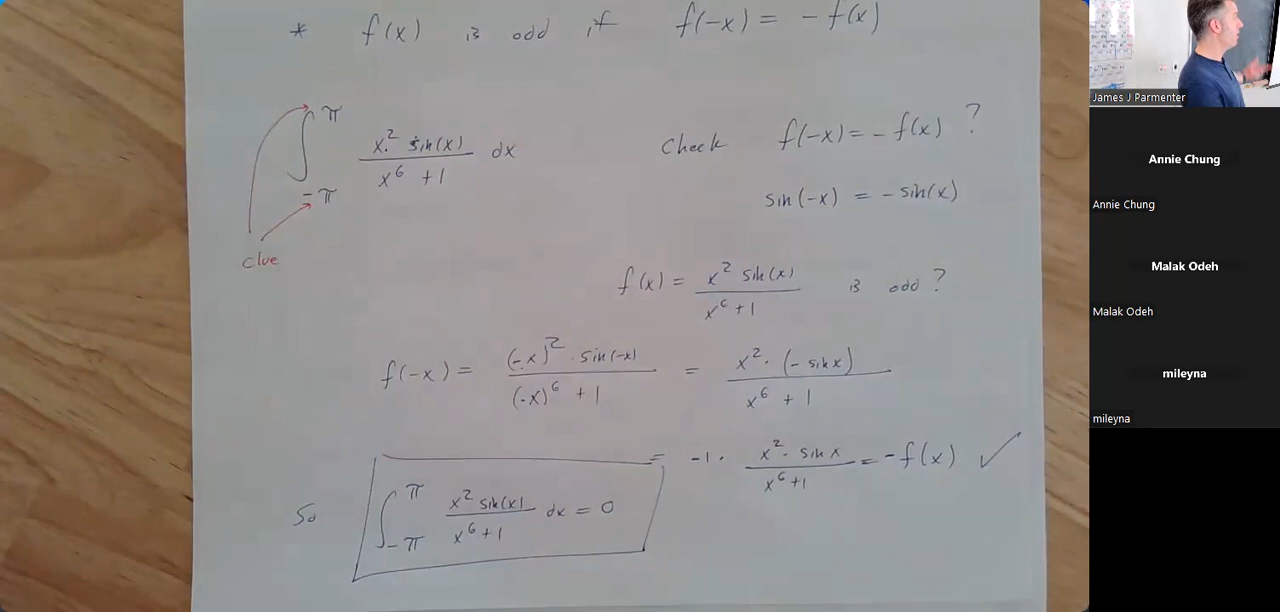 * f(x) is odd if f(-x) = - f(x)
∫_{-π}^{π} x² sin(x) / (x⁶ + 1) dx
Check f(-x) = - f(x) ?
sin(-x) = - sin(x)
clue
f(x) = x² sin(x) / (x⁶ + 1) is odd ?
f(-x) = (-x)² · sin(-x) / ((-x)⁶ + 1) = x² · (- sin x) / (x⁶ + 1)
= -1 · x² · sin x / (x⁶ + 1) = - f(x) ✓
So ∫_{-π}^{π} x² sin(x) / (x⁶ + 1) dx = 0
James J Parmenter
Annie Chung
Annie Chung
Malak Odeh
Malak Odeh
mileyna
mileyna